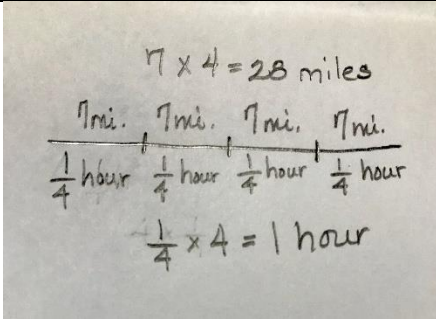 7 x 4 = 28 miles
7mi. 7mi. 7mi. 7mi.
1/4 hour 1/4 hour 1/4 hour 1/4 hour
1/4 x 4 = 1 hour